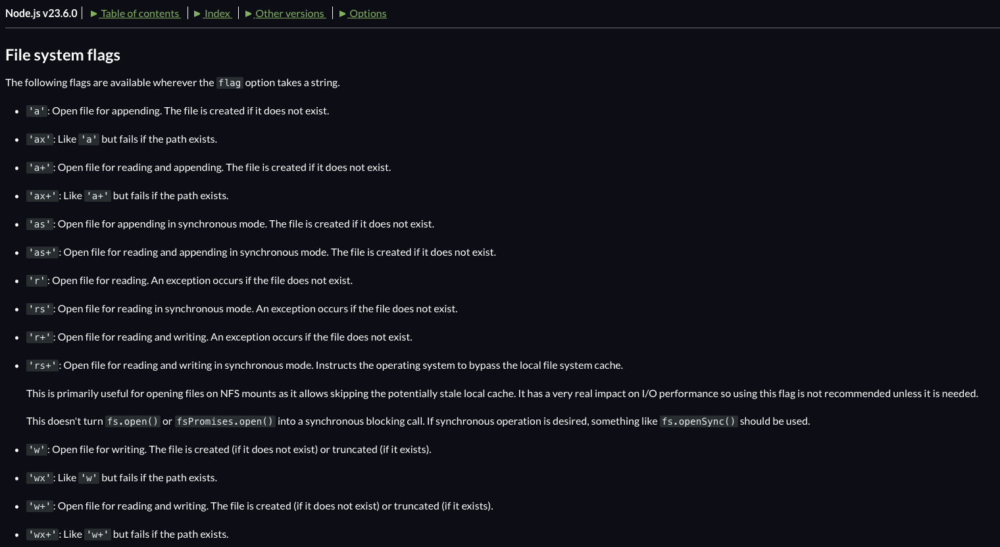 Node.js v23.6.0 | ▶ Table of contents | ▶ Index | ▶ Other versions | ▶ Options
File system flags
The following flags are available wherever the flag option takes a string.
• 'a': Open file for appending. The file is created if it does not exist.
• 'ax': Like 'a' but fails if the path exists.
• 'a+': Open file for reading and appending. The file is created if it does not exist.
• 'ax+': Like 'a+' but fails if the path exists.
• 'as': Open file for appending in synchronous mode. The file is created if it does not exist.
• 'as+': Open file for reading and appending in synchronous mode. The file is created if it does not exist.
• 'r': Open file for reading. An exception occurs if the file does not exist.
• 'rs': Open file for reading in synchronous mode. An exception occurs if the file does not exist.
• 'r+': Open file for reading and writing. An exception occurs if the file does not exist.
• 'rs+': Open file for reading and writing in synchronous mode. Instructs the operating system to bypass the local file system cache.
This is primarily useful for opening files on NFS mounts as it allows skipping the potentially stale local cache. It has a very real impact on I/O performance so using this flag is not recommended unless it is needed.
This doesn't turn fs.open() or fsPromises.open() into a synchronous blocking call. If synchronous operation is desired, something like fs.openSync() should be used.
• 'w': Open file for writing. The file is created (if it does not exist) or truncated (if it exists).
• 'wx': Like 'w' but fails if the path exists.
• 'w+': Open file for reading and writing. The file is created (if it does not exist) or truncated (if it exists).
• 'wx+': Like 'w+' but fails if the path exists.